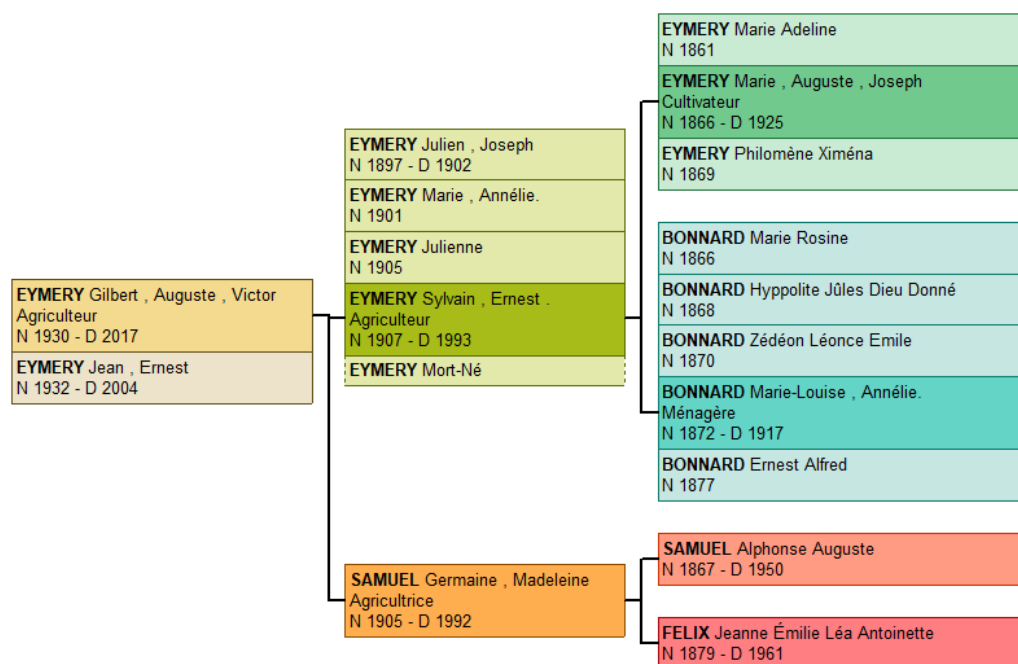 EYMERY Marie Adeline
N 1861
EYMERY Marie , Auguste , Joseph
Cultivateur
N 1866 - D 1925
EYMERY Philomène Xiména
N 1869
EYMERY Julien , Joseph
N 1897 - D 1902
EYMERY Marie , Annélie.
N 1901
EYMERY Julienne
N 1905
EYMERY Sylvain , Ernest .
Agriculteur
N 1907 - D 1993
EYMERY Mort-Né
BONNARD Marie Rosine
N 1866
BONNARD Hyppolite Jûles Dieu Donné
N 1868
BONNARD Zédéon Léonce Emile
N 1870
BONNARD Marie-Louise , Annélie.
Ménagère
N 1872 - D 1917
BONNARD Ernest Alfred
N 1877
EYMERY Gilbert , Auguste , Victor
Agriculteur
N 1930 - D 2017
EYMERY Jean , Ernest
N 1932 - D 2004
SAMUEL Germaine , Madeleine
Agricultrice
N 1905 - D 1992
SAMUEL Alphonse Auguste
N 1867 - D 1950
FELIX Jeanne Émilie Léa Antoinette
N 1879 - D 1961